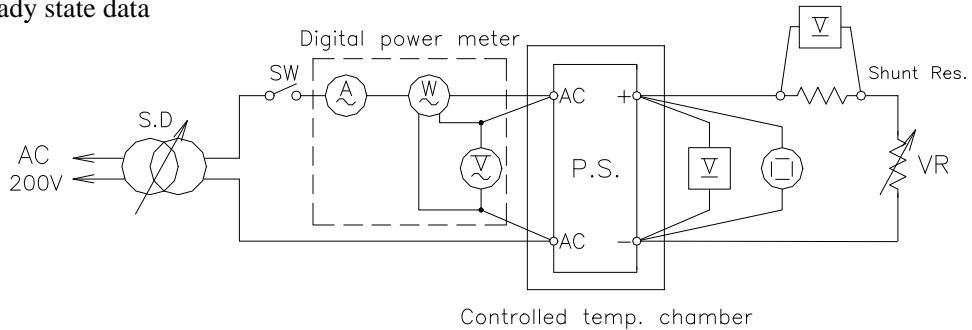 ady state data
Digital power meter
SW
A
W
Shunt Res.
V
S.D
AC
200V
AC
+
V
P.S.
V
VR
AC
−
Controlled temp. chamber